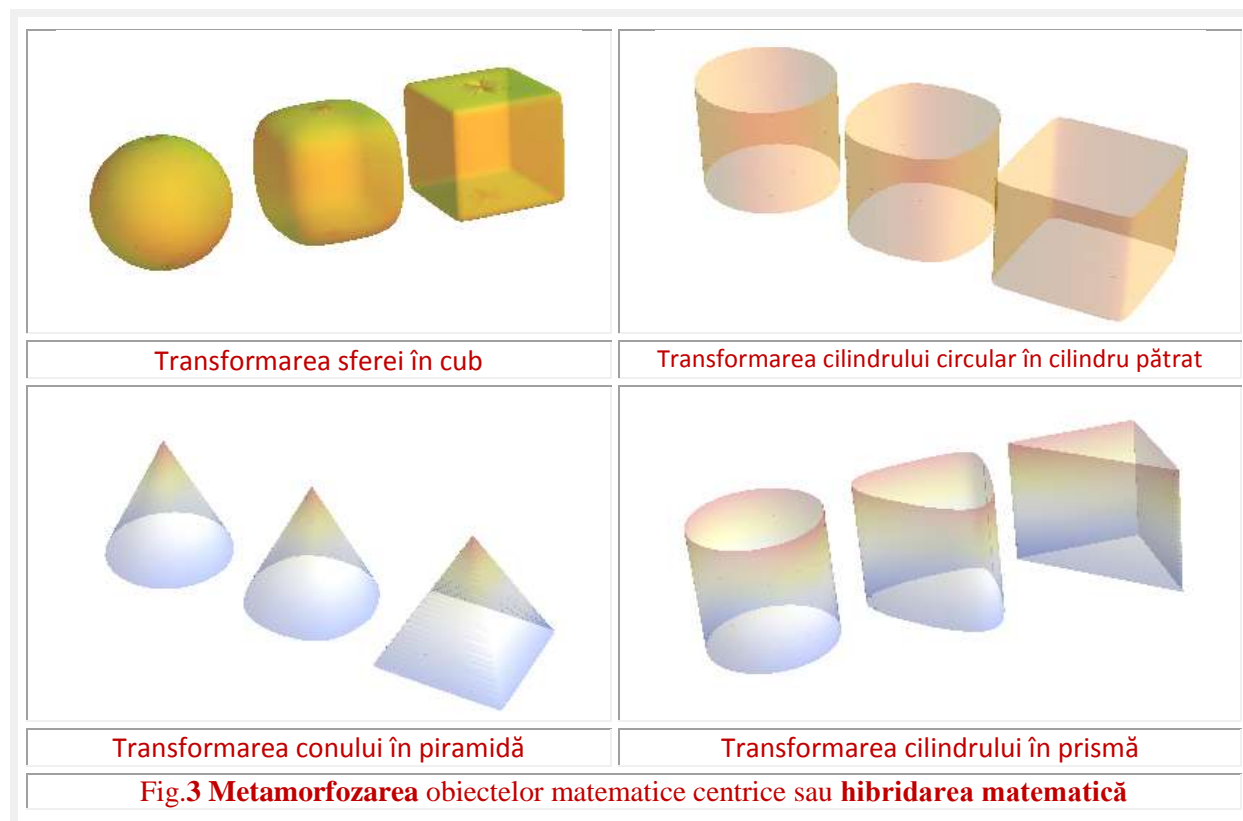 Transformarea sferei în cub
Transformarea cilindrului circular în cilindru pătrat
Transformarea conului în piramidă
Transformarea cilindrului în prismă
Fig.3 Metamorfozarea obiectelor matematice centrice sau hibridarea matematică